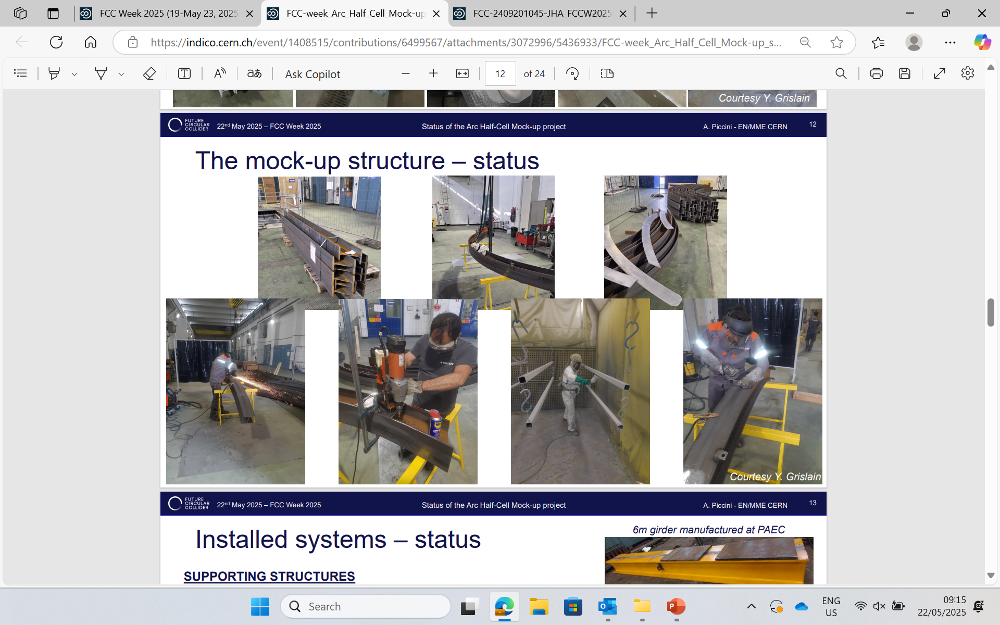 FCC Week 2025 (19-May 23, 2025
FCC-week_Arc_Half_Cell_Mock-up
FCC-2409201045-JHA_FCCW2025
https://indico.cern.ch/event/1408515/contributions/6499567/attachments/3072996/5436933/FCC-week_Arc_Half_Cell_Mock-up_s...
Ask Copilot
12 of 24
Courtesy Y. Grislain
FUTURE
CIRCULAR
COLLIDER
22nd May 2025 – FCC Week 2025
Status of the Arc Half-Cell Mock-up project
A. Piccini - EN/MME CERN
12
The mock-up structure – status
Courtesy Y. Grislain
FUTURE
CIRCULAR
COLLIDER
22nd May 2025 – FCC Week 2025
Status of the Arc Half-Cell Mock-up project
A. Piccini - EN/MME CERN
13
Installed systems – status
6m girder manufactured at PAEC
SUPPORTING STRUCTURES
Search
ENG
US
09:15
22/05/2025